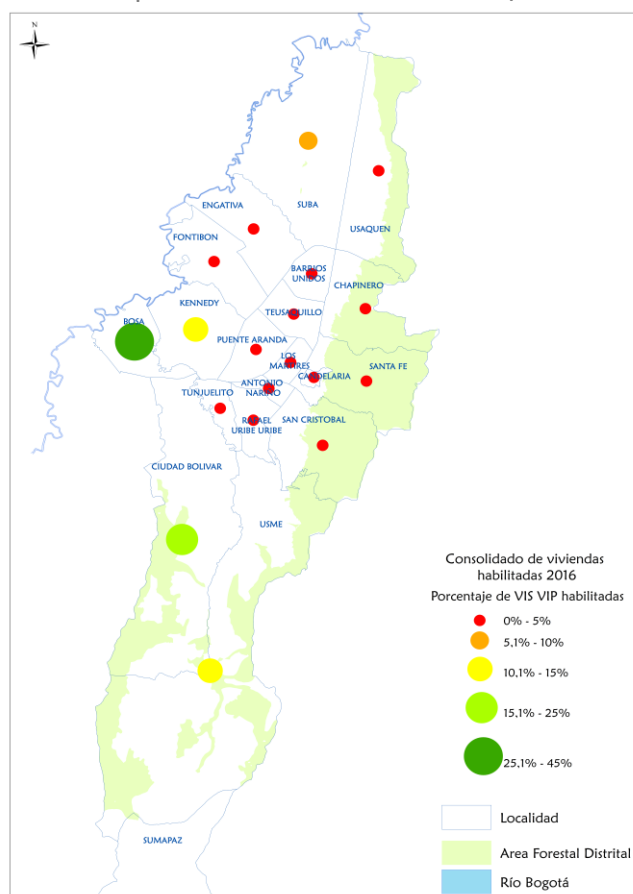 N
ENGATIVA
SUBA
USAQUEN
FONTIBON
BARRIOS
UNIDOS
CHAPINERO
KENNEDY
TEUSAQUILLO
BOSA
PUENTE ARANDA
LOS
MARTIRES
SANTA FE
CANDELARIA
ANTONIO
NARIÑO
TUNJUELITO
RAFAEL
URIBE URIBE
SAN CRISTOBAL
CIUDAD BOLIVAR
USME
Consolidado de viviendas
habilitadas 2016
Porcentaje de VIS VIP habilitadas
0% - 5%
5,1% - 10%
10,1% - 15%
15,1% - 25%
25,1% - 45%
Localidad
Area Forestal Distrital
Río Bogotá
SUMAPAZ